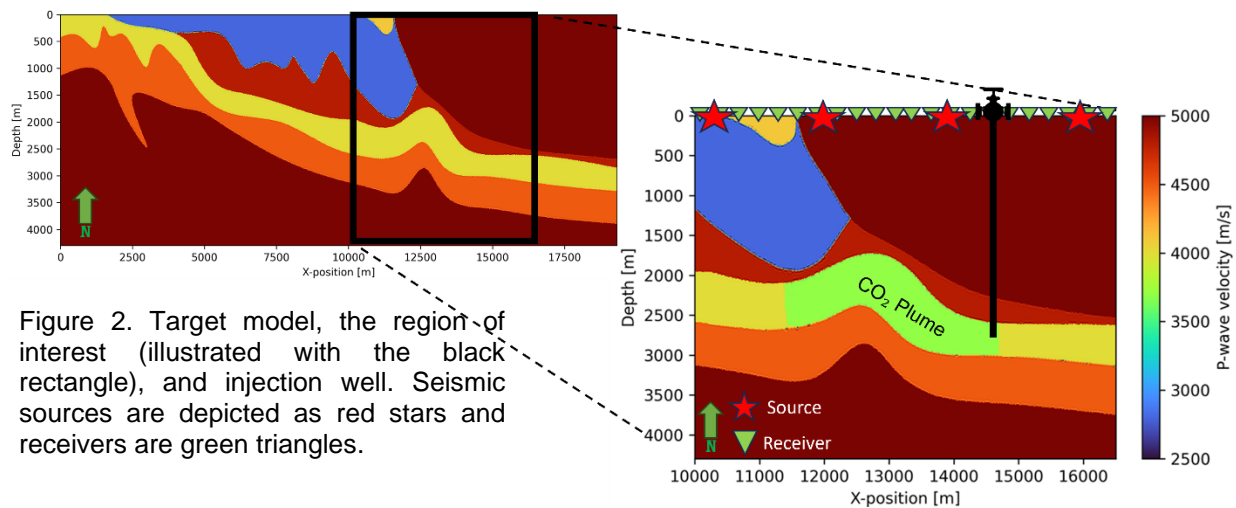 0
500
1000
1500
2000
2500
3000
3500
4000
Depth [m]
N
0 2500 5000 7500 10000 12500 15000 17500
X-position [m]
Figure 2. Target model, the region of
interest (illustrated with the black
rectangle), and injection well. Seismic
sources are depicted as red stars and
receivers are green triangles.
0
500
1000
1500
2000
2500
3000
3500
4000
Depth [m]
CO2 Plume
Source
Receiver
N
10000 11000 12000 13000 14000 15000 16000
X-position [m]
5000
4500
4000
3500
3000
2500
P-wave velocity [m/s]